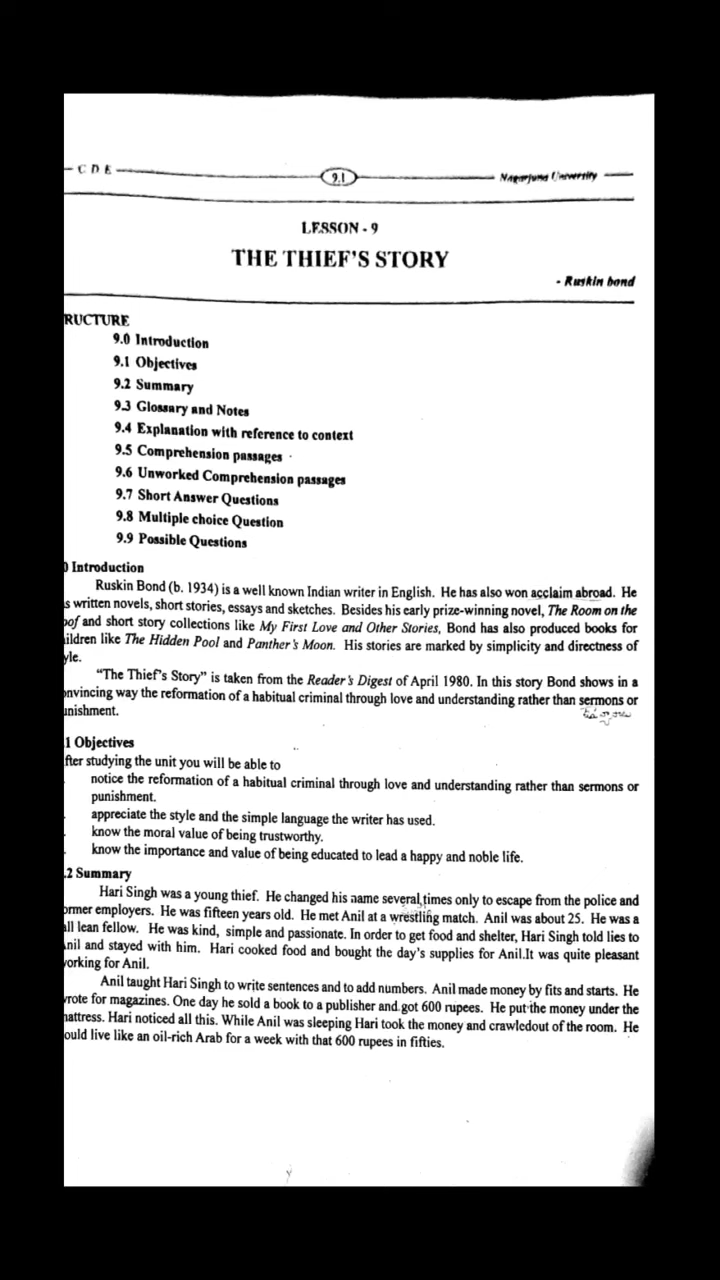 C D E 9.1 Nagarjuna University
LESSON - 9
THE THIEF'S STORY
- Ruskin bond
RUCTURE
9.0 Introduction
9.1 Objectives
9.2 Summary
9.3 Glossary and Notes
9.4 Explanation with reference to context
9.5 Comprehension passages
9.6 Unworked Comprehension passages
9.7 Short Answer Questions
9.8 Multiple choice Question
9.9 Possible Questions
0 Introduction
Ruskin Bond (b. 1934) is a well known Indian writer in English. He has also won acclaim abroad. He
s written novels, short stories, essays and sketches. Besides his early prize-winning novel, The Room on the
oof and short story collections like My First Love and Other Stories, Bond has also produced books for
ildren like The Hidden Pool and Panther's Moon. His stories are marked by simplicity and directness of
yle.
"The Thief's Story" is taken from the Reader's Digest of April 1980. In this story Bond shows in a
onvincing way the reformation of a habitual criminal through love and understanding rather than sermons or
unishment.
.1 Objectives
fter studying the unit you will be able to
notice the reformation of a habitual criminal through love and understanding rather than sermons or
punishment.
appreciate the style and the simple language the writer has used.
know the moral value of being trustworthy.
know the importance and value of being educated to lead a happy and noble life.
.2 Summary
Hari Singh was a young thief. He changed his name several times only to escape from the police and
ormer employers. He was fifteen years old. He met Anil at a wrestling match. Anil was about 25. He was a
all lean fellow. He was kind, simple and passionate. In order to get food and shelter, Hari Singh told lies to
nil and stayed with him. Hari cooked food and bought the day's supplies for Anil.It was quite pleasant
vorking for Anil.
Anil taught Hari Singh to write sentences and to add numbers. Anil made money by fits and starts. He
vrote for magazines. One day he sold a book to a publisher and got 600 rupees. He put the money under the
nattress. Hari noticed all this. While Anil was sleeping Hari took the money and crawledout of the room. He
ould live like an oil-rich Arab for a week with that 600 rupees in fifties.